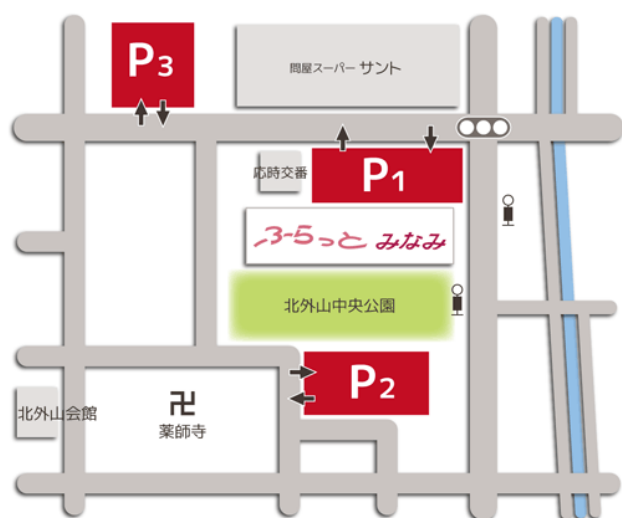 P3
問屋スーパー サント
応時交番
P1
ふらっと みなみ
北外山中央公園
P2
北外山会館
卍
薬師寺